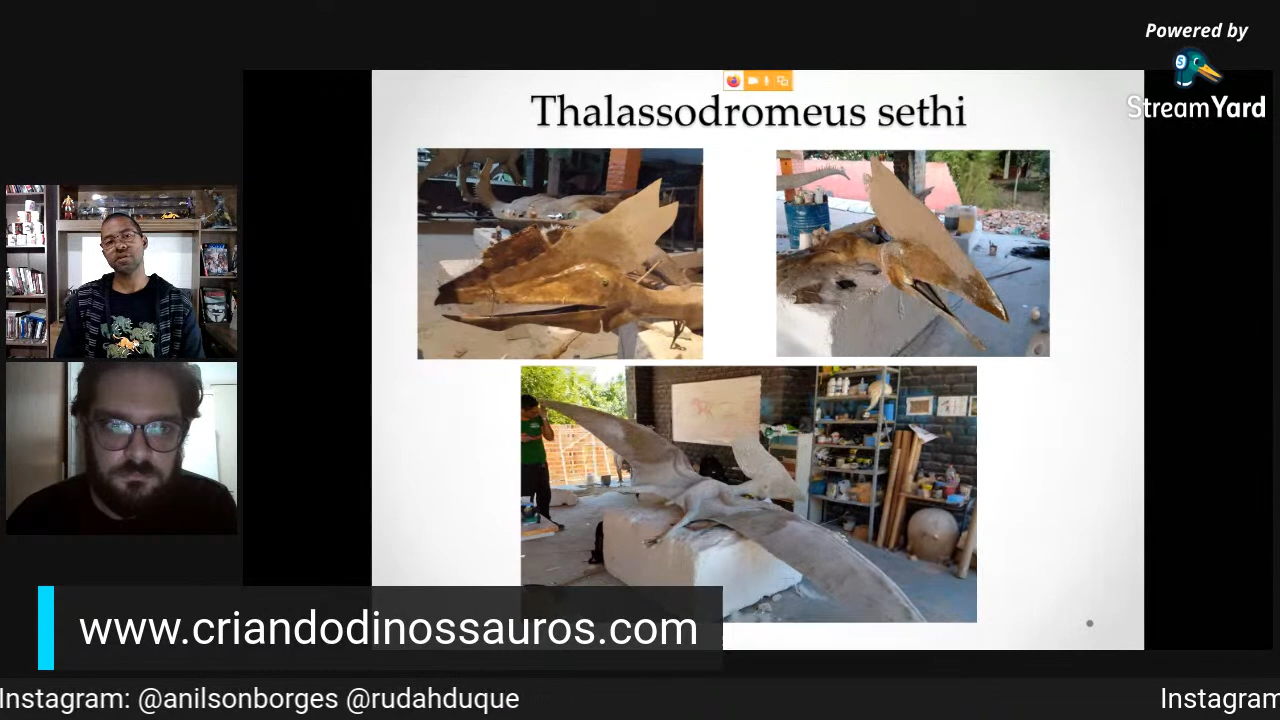 Powered by
StreamYard
Thalassodromeus sethi
www.criandodinossauros.com
Instagram: @anilsonborges @rudahduque
Instagram